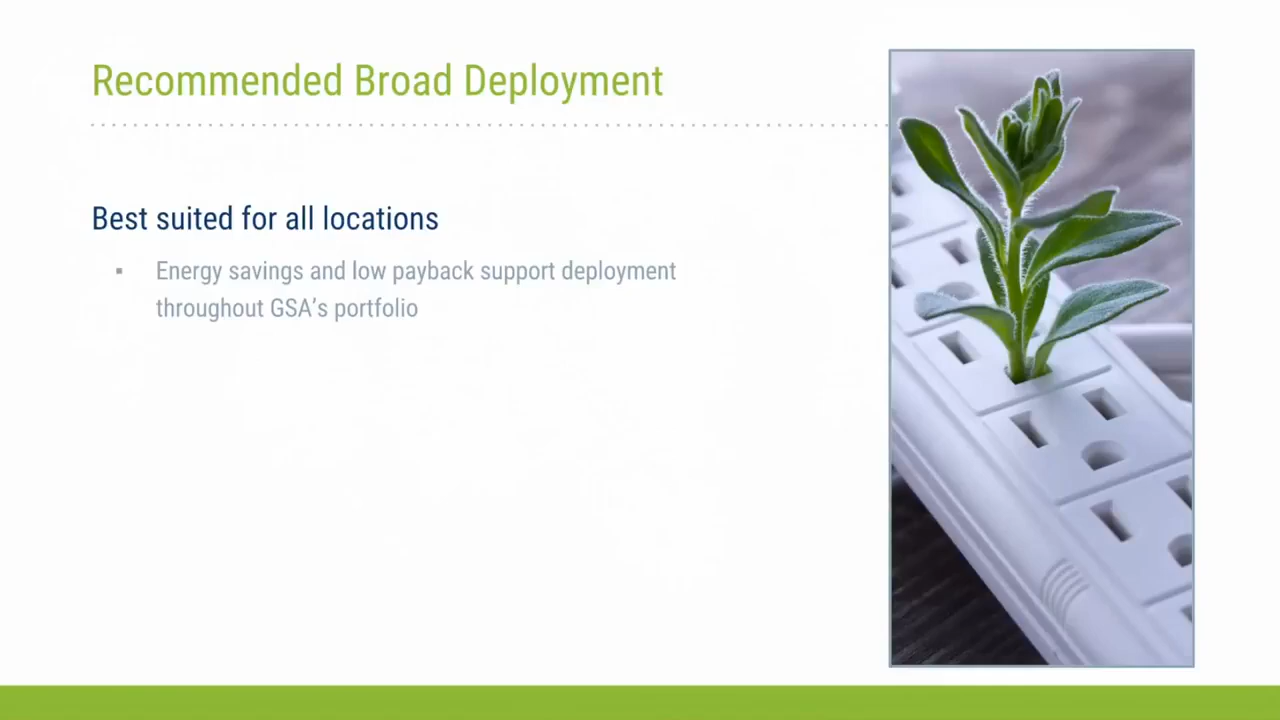 Recommended Broad Deployment
Best suited for all locations
▪ Energy savings and low payback support deployment
throughout GSA’s portfolio